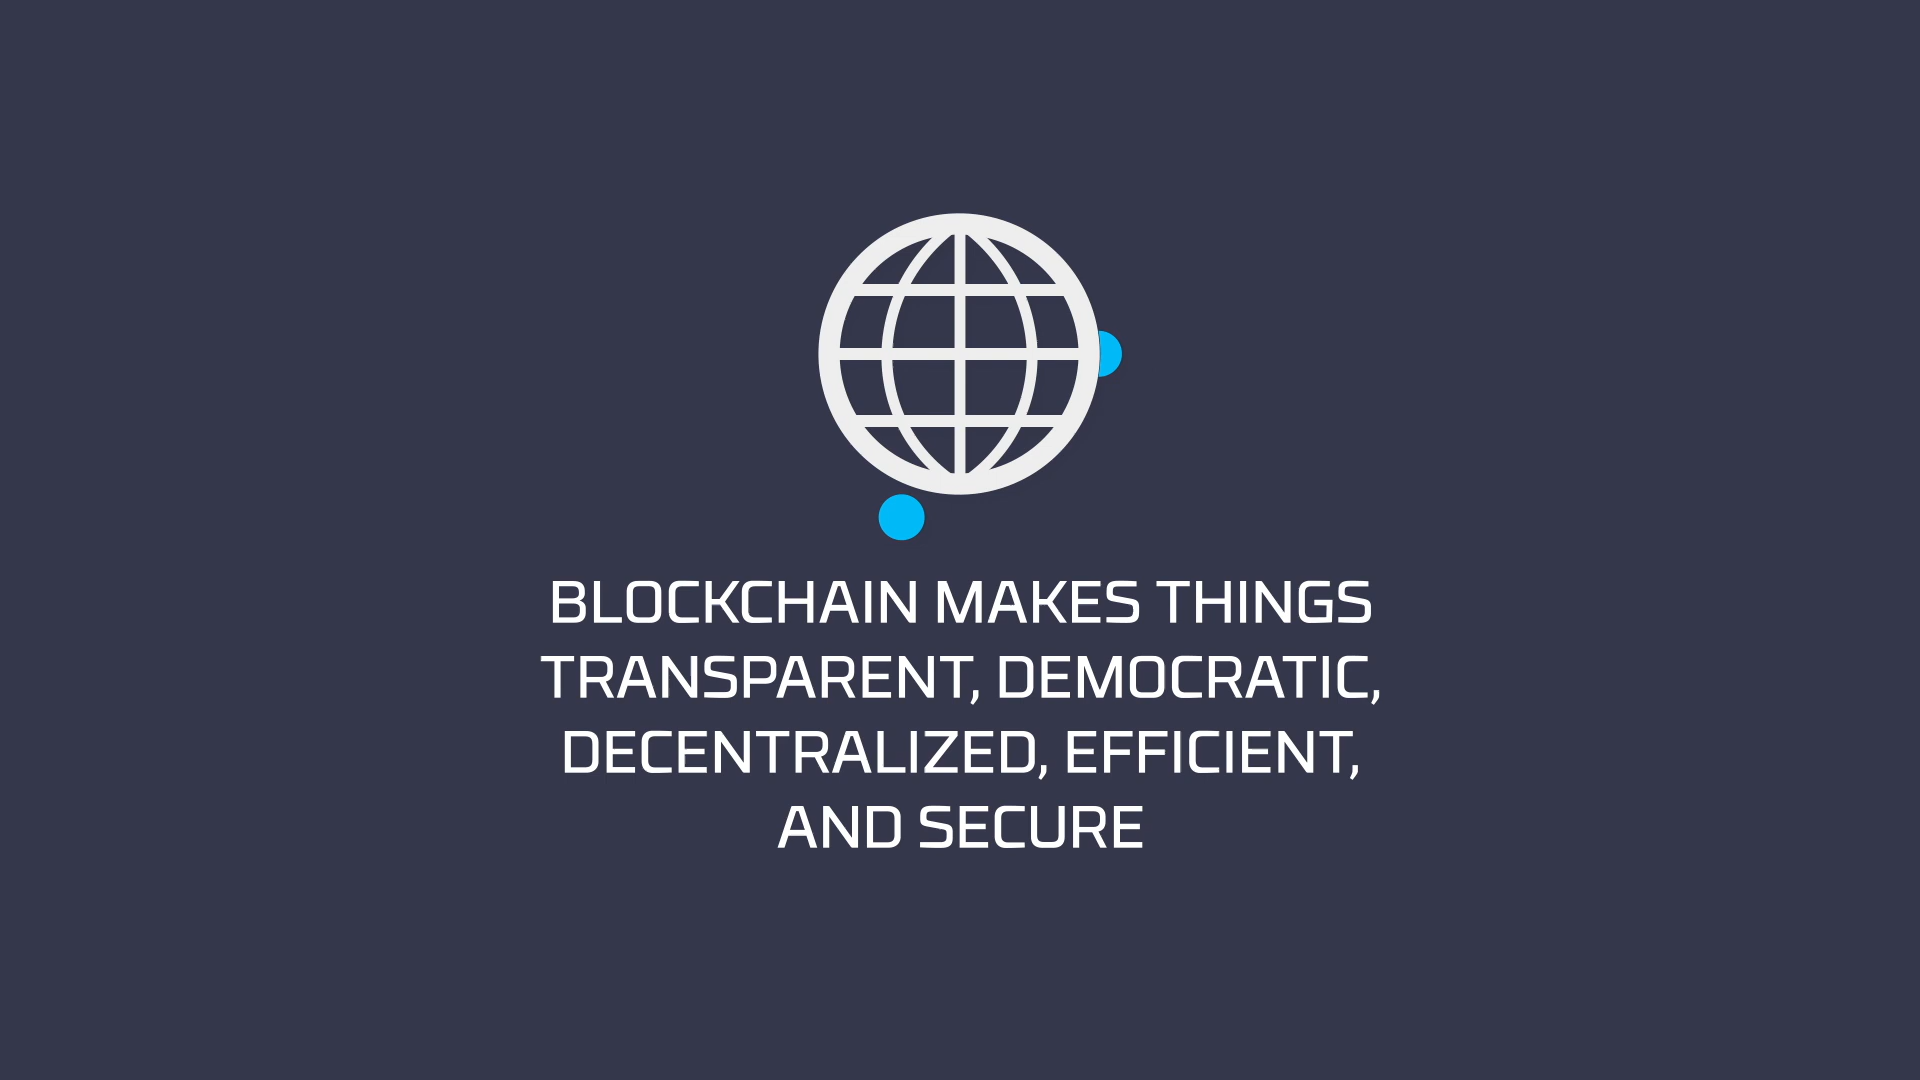 BLOCKCHAIN MAKES THINGS
TRANSPARENT, DEMOCRATIC,
DECENTRALIZED, EFFICIENT,
AND SECURE